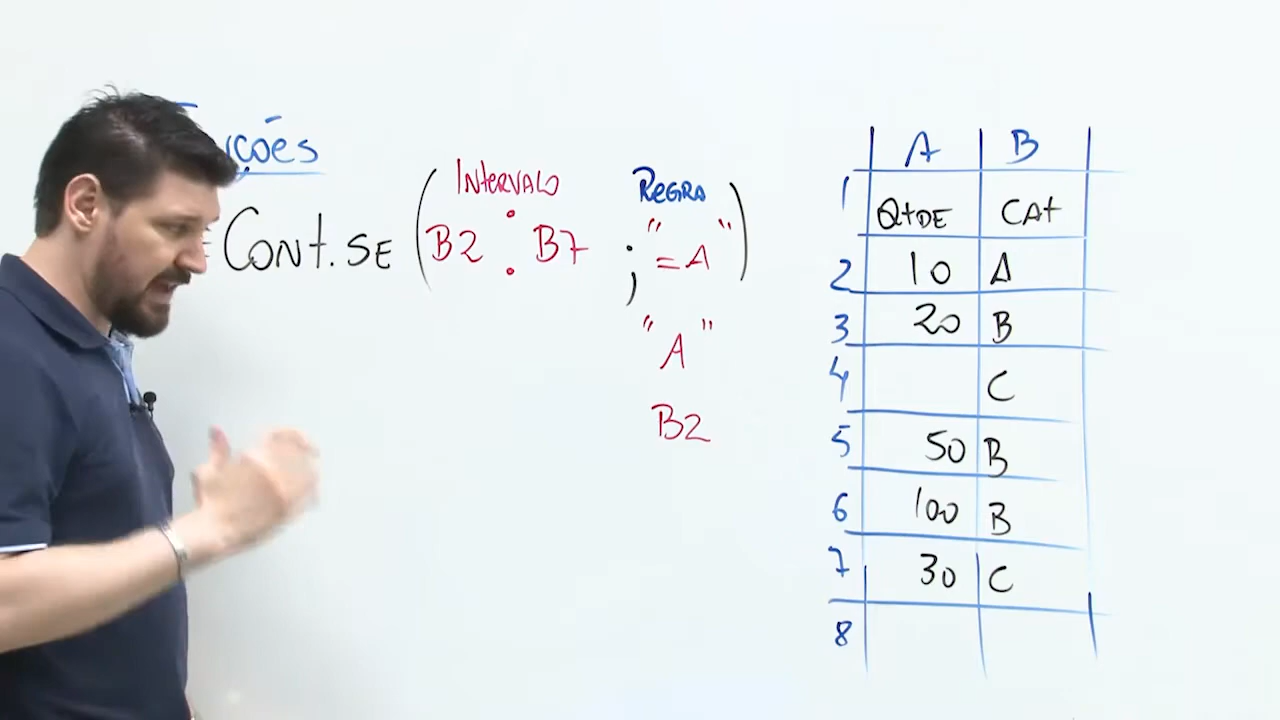 INTERVALO REGRA
= CONT.SE (B2 : B7 ; "=A")
"A"
B2
A B
1 QtDE CAt
2 10 A
3 20 B
4 C
5 50 B
6 100 B
7 30 C
8